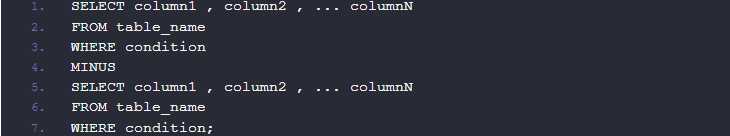 1. SELECT column1 , column2 , ... columnN
2. FROM table_name
3. WHERE condition
4. MINUS
5. SELECT column1 , column2 , ... columnN
6. FROM table_name
7. WHERE condition;